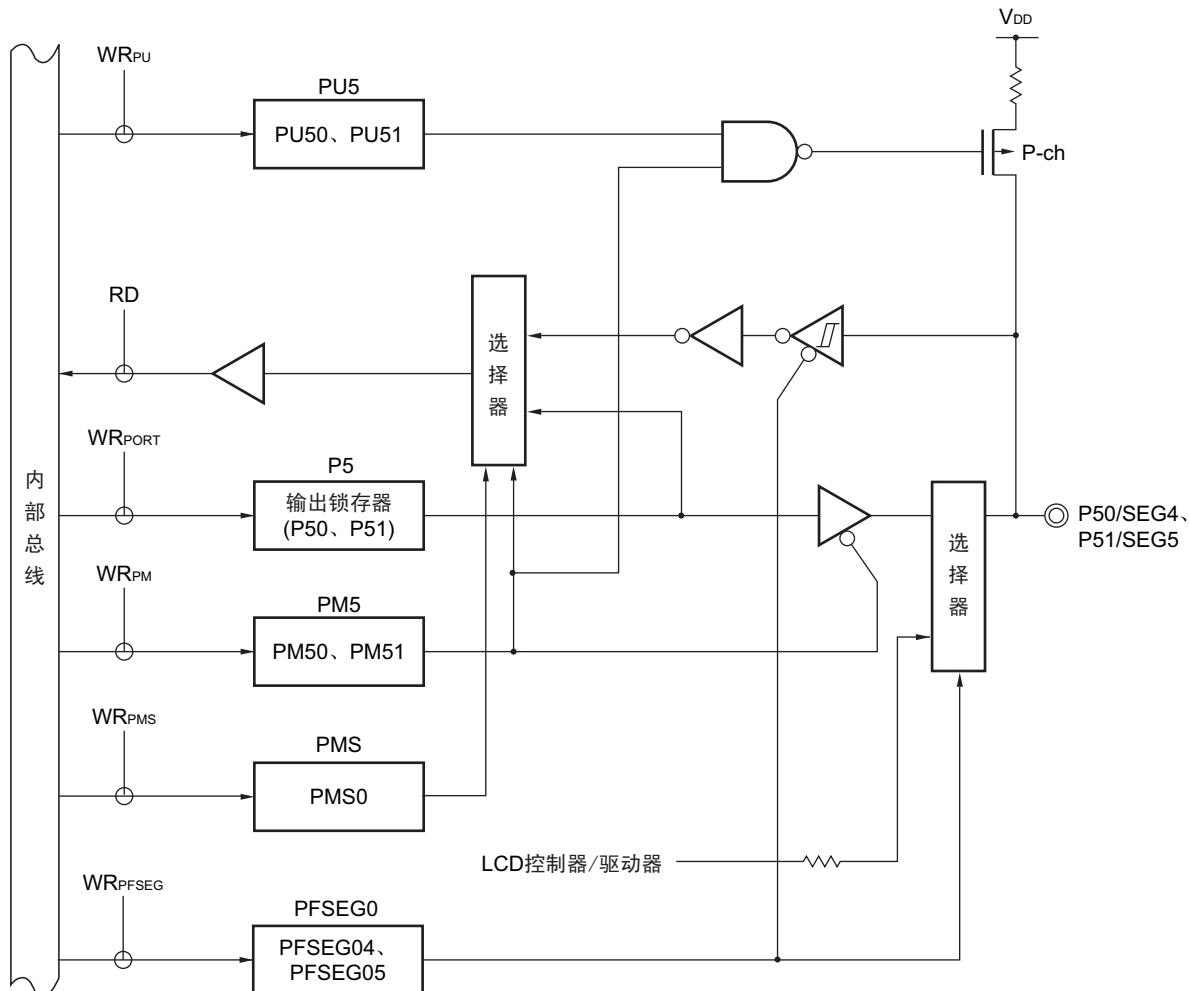 VDD
WRPU
PU5
PU50、PU51
P-ch
RD
选择器
WRPORT
P5
输出锁存器
(P50、P51)
内部总线
选择器
P50/SEG4、
P51/SEG5
WRPM
PM5
PM50、PM51
WRPMS
PMS
PMS0
LCD控制器/驱动器
WRPFSEG
PFSEG0
PFSEG04、
PFSEG05